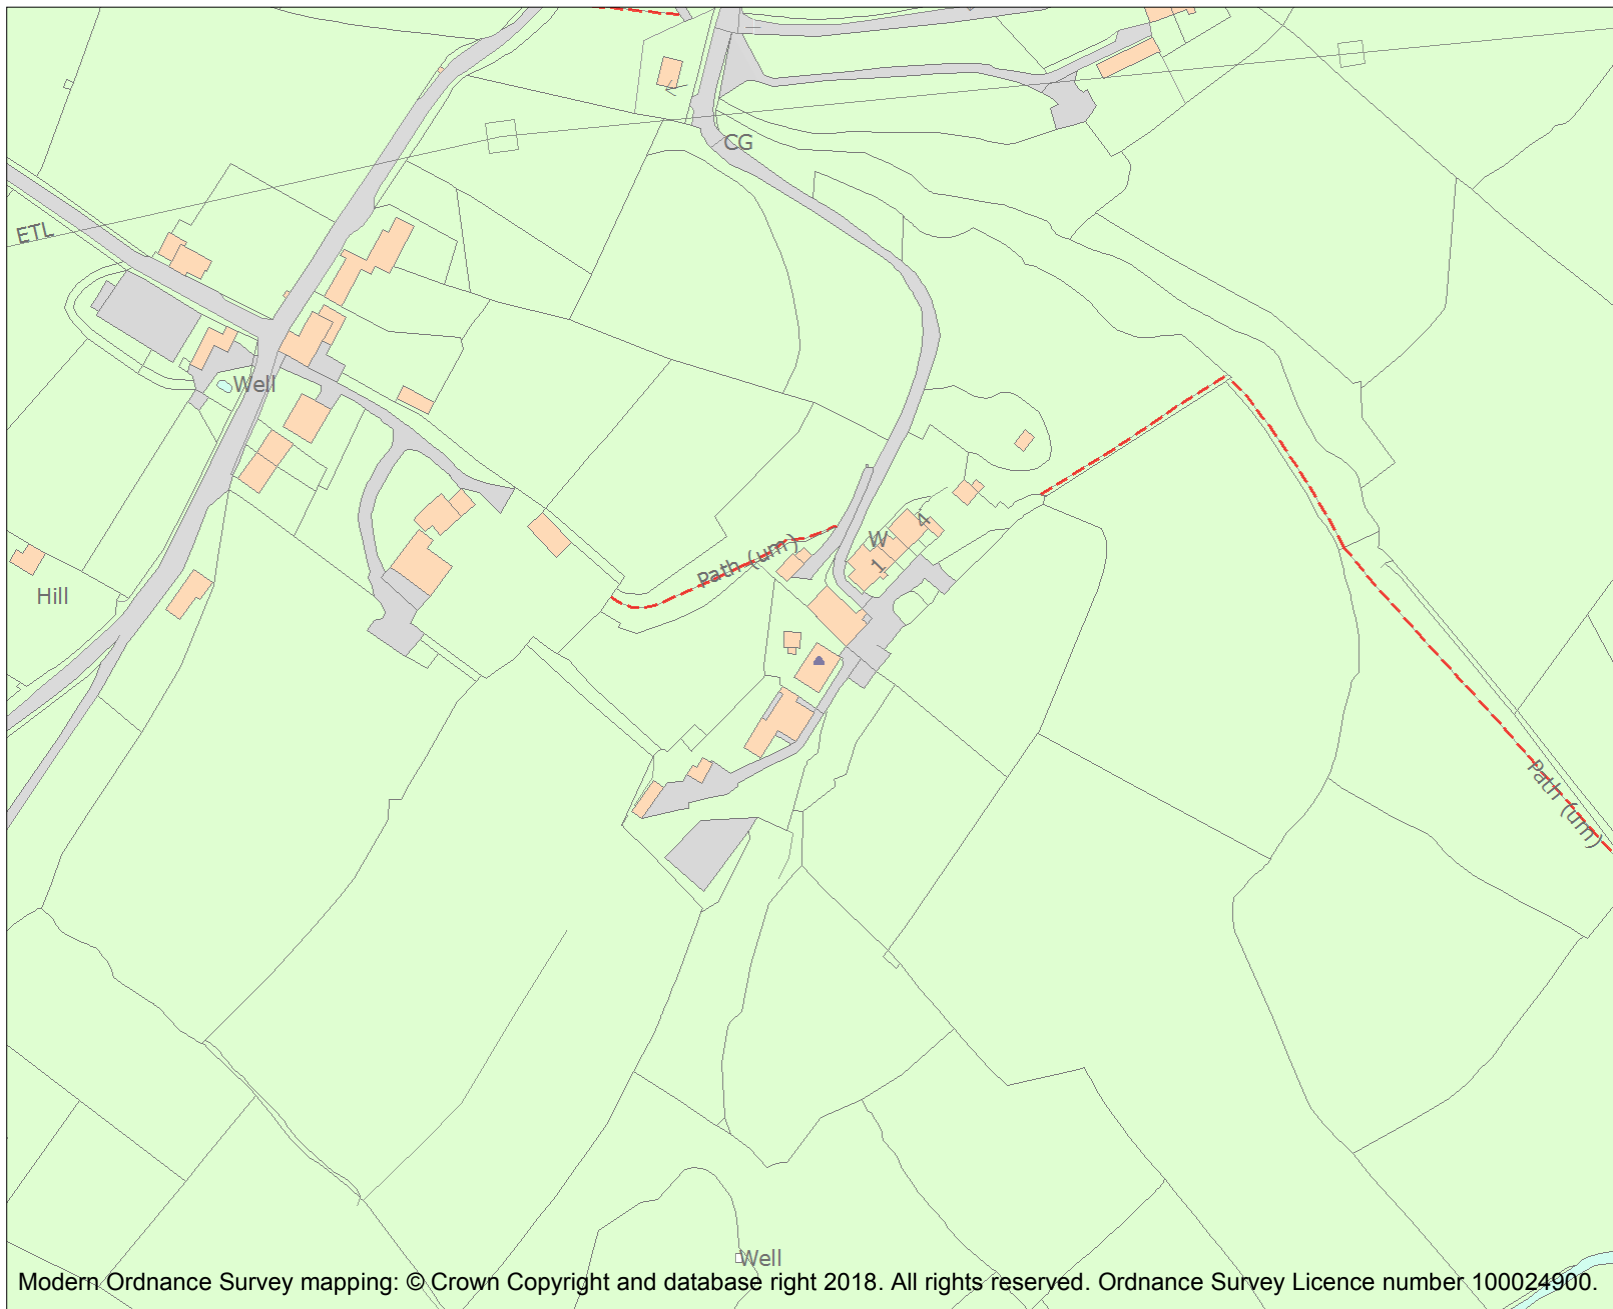 CG
ETL
Well
W
4
1
Path (um)
Hill
Path (um)
Well
Modern Ordnance Survey mapping: © Crown Copyright and database right 2018. All rights reserved. Ordnance Survey Licence number 100024900.